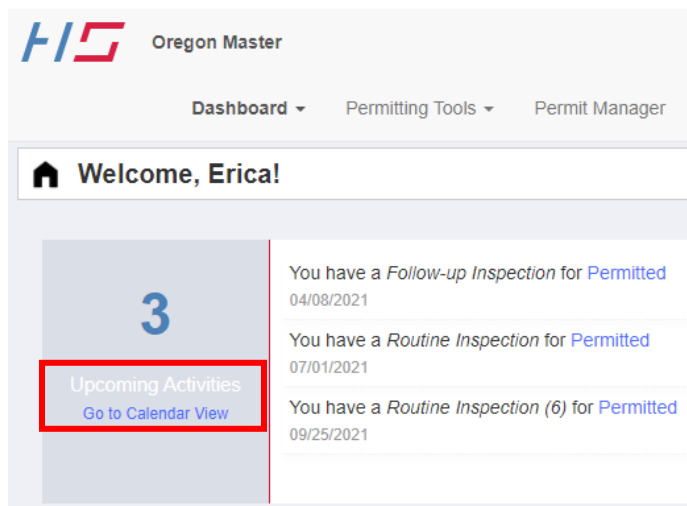 HS Oregon Master
Dashboard Permitting Tools Permit Manager
Welcome, Erica!
3
Upcoming Activities
Go to Calendar View
You have a Follow-up Inspection for Permitted
04/08/2021
You have a Routine Inspection for Permitted
07/01/2021
You have a Routine Inspection (6) for Permitted
09/25/2021